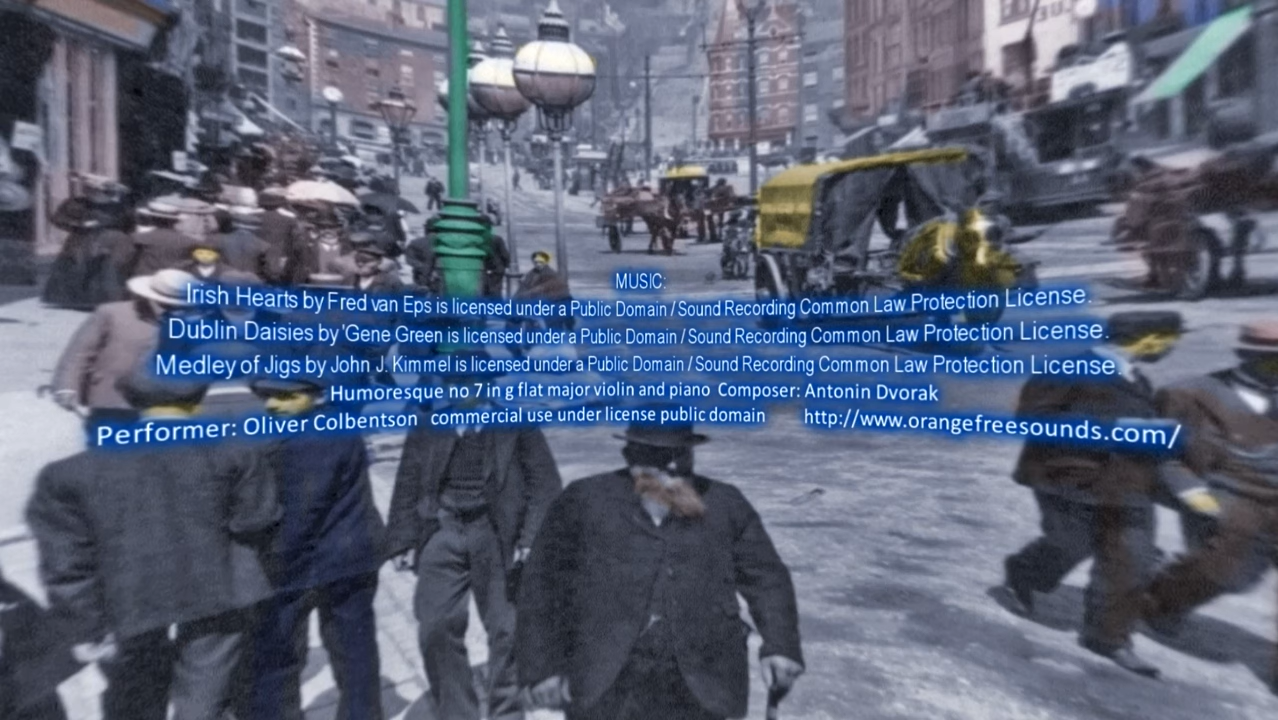 MUSIC:
Irish Hearts by Fred van Eps is licensed under a Public Domain / Sound Recording Common Law Protection License.
Dublin Daisies by 'Gene Green is licensed under a Public Domain / Sound Recording Common Law Protection License.
Medley of Jigs by John J. Kimmel is licensed under a Public Domain / Sound Recording Common Law Protection License.
Humoresque no 7 in g flat major violin and piano Composer: Antonin Dvorak
Performer: Oliver Colbentson commercial use under license public domain http://www.orangefreesounds.com/